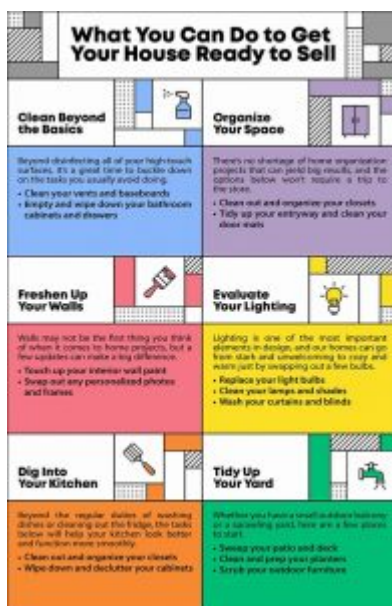 What You Can Do to Get
Your House Ready to Sell
Clean Beyond
the Basics
Beyond disinfecting all of your high-touch
surfaces, it's a great time to buckle down
on the tasks you usually avoid doing.
• Clean your vents and baseboards
• Empty and wipe down your bathroom
cabinets and drawers
Organize
Your Space
There's no shortage of home organization
projects that can yield big results, and the
options below won't require a trip to
the store.
• Clean out and organize your closets
• Tidy up your entryway and clean your
door mats
Freshen Up
Your Walls
Walls may not be the first thing you think
of when it comes to home projects, but a
few updates can make a big difference.
• Touch up your interior wall paint
• Swap out any personalized photos
and frames
Evaluate
Your Lighting
Lighting is one of the most important
elements in design, and our homes can go
from stark and unwelcoming to cozy and
warm just by swapping out a few bulbs.
• Replace your light bulbs
• Clean your lamps and shades
• Wash your curtains and blinds
Dig Into
Your Kitchen
Beyond the regular duties of washing
dishes or cleaning out the fridge, the tasks
below will help your kitchen look better
and function more smoothly.
• Clean out and organize your closets
• Wipe down and declutter your cabinets
Tidy Up
Your Yard
Whether you have a small outdoor balcony
or a sprawling yard, here are a few places
to start.
• Sweep your patio and deck
• Clean and prep your planters
• Scrub your outdoor furniture